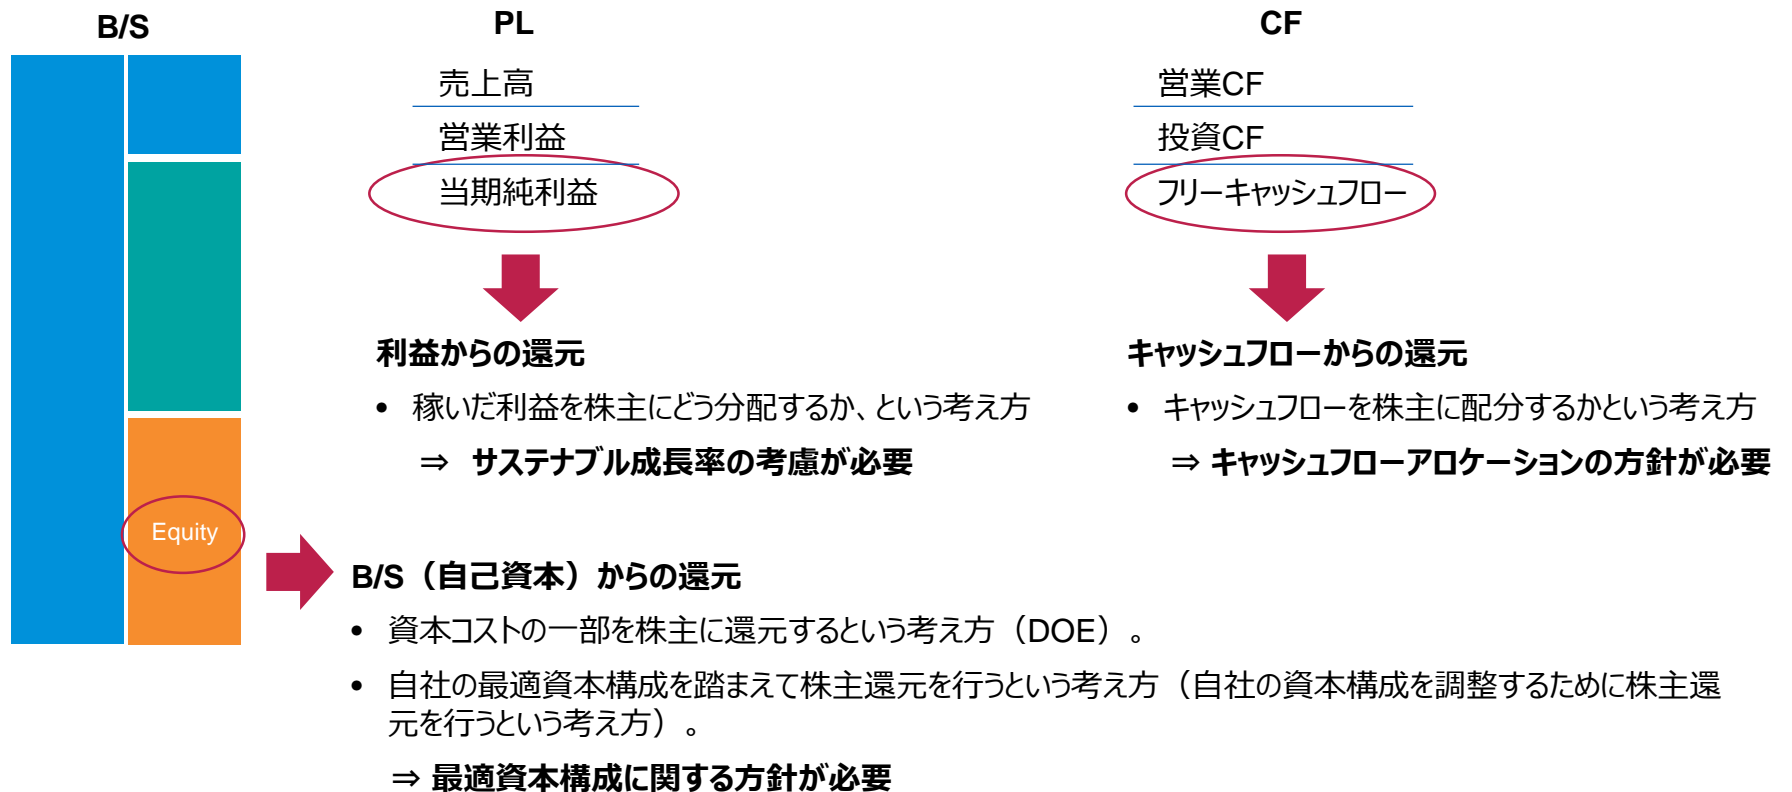 B/S
PL
CF
売上高
営業利益
当期純利益
営業CF
投資CF
フリーキャッシュフロー
利益からの還元
• 稼いだ利益を株主にどう分配するか、という考え方
⇒ サステナブル成長率の考慮が必要
キャッシュフローからの還元
• キャッシュフローを株主に配分するかという考え方
⇒ キャッシュフローアロケーションの方針が必要
Equity
B/S（自己資本）からの還元
• 資本コストの一部を株主に還元するという考え方（DOE）。
• 自社の最適資本構成を踏まえて株主還元を行うという考え方（自社の資本構成を調整するために株主還
元を行うという考え方）。
⇒ 最適資本構成に関する方針が必要